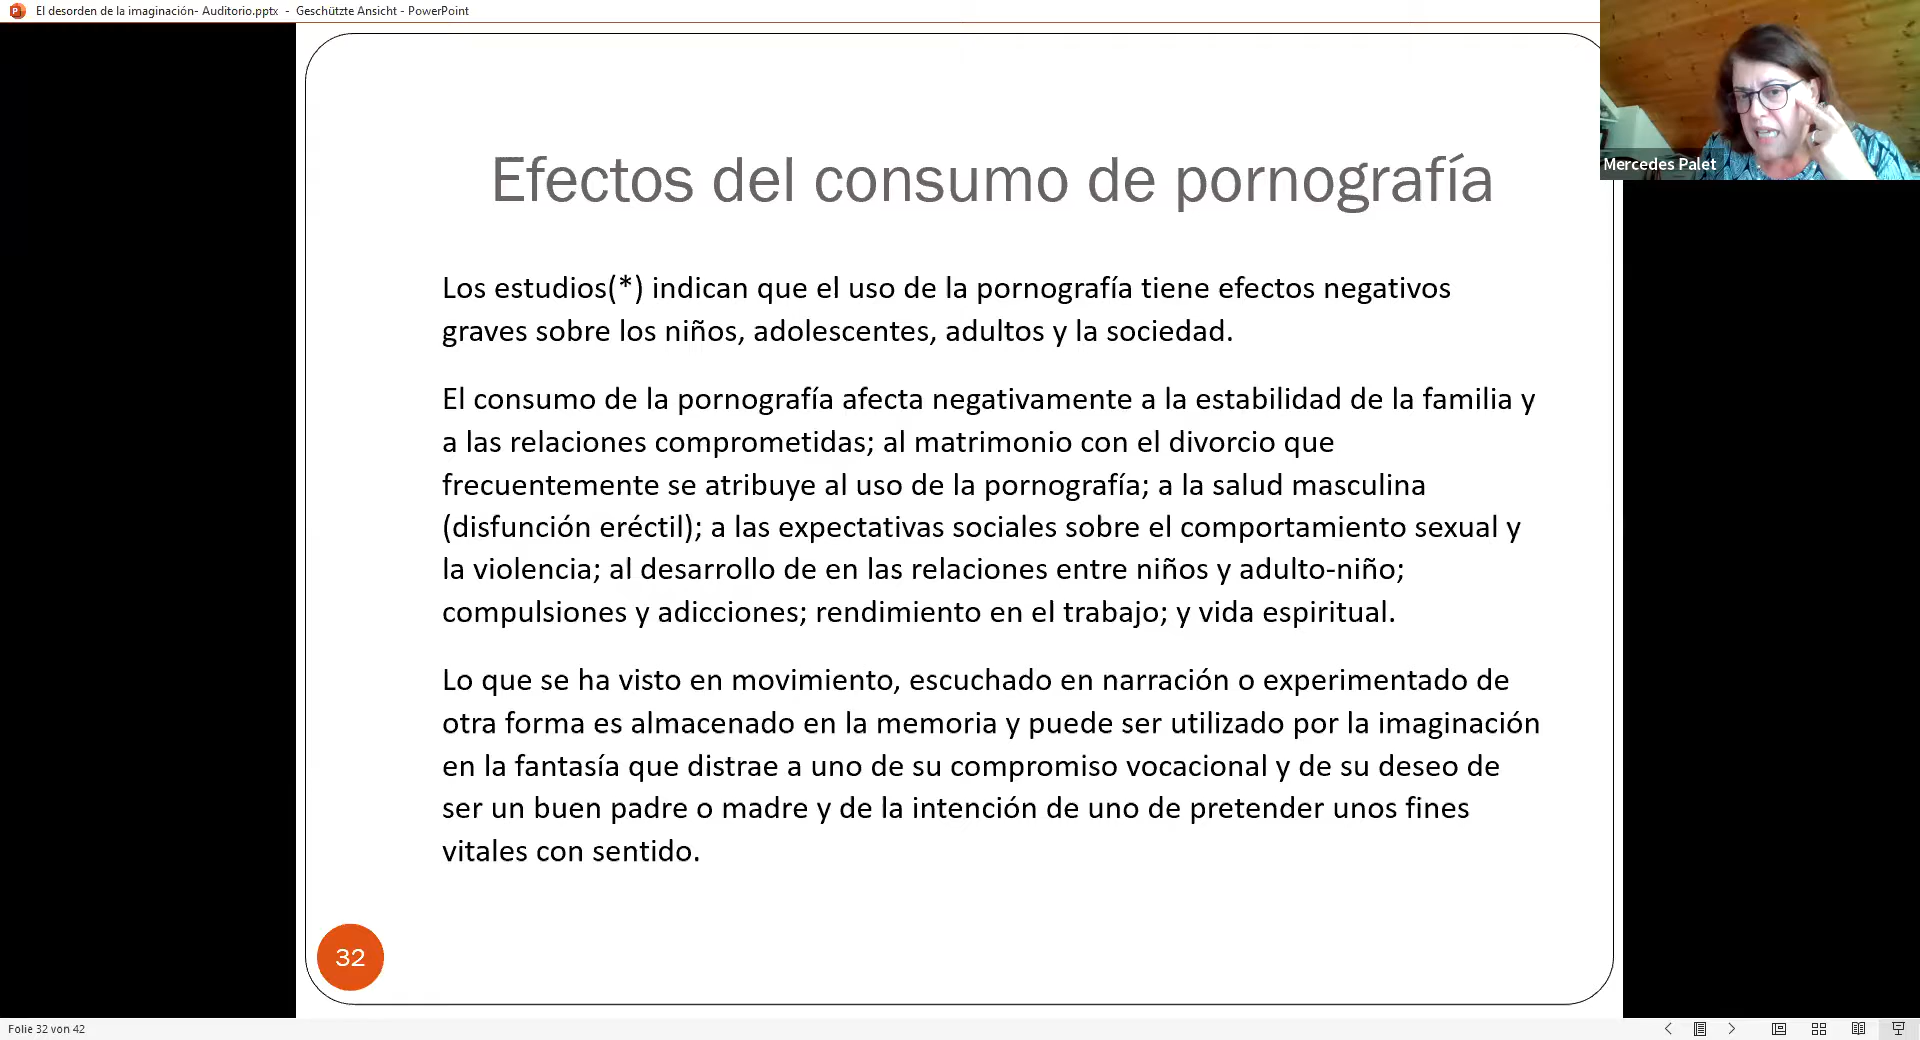 El desorden de la imaginación- Auditorio.pptx - Geschützte Ansicht - PowerPoint
Mercedes Palet
Efectos del consumo de pornografía
Los estudios(*) indican que el uso de la pornografía tiene efectos negativos
graves sobre los niños, adolescentes, adultos y la sociedad.
El consumo de la pornografía afecta negativamente a la estabilidad de la familia y
a las relaciones comprometidas; al matrimonio con el divorcio que
frecuentemente se atribuye al uso de la pornografía; a la salud masculina
(disfunción eréctil); a las expectativas sociales sobre el comportamiento sexual y
la violencia; al desarrollo de en las relaciones entre niños y adulto-niño;
compulsiones y adicciones; rendimiento en el trabajo; y vida espiritual.
Lo que se ha visto en movimiento, escuchado en narración o experimentado de
otra forma es almacenado en la memoria y puede ser utilizado por la imaginación
en la fantasía que distrae a uno de su compromiso vocacional y de su deseo de
ser un buen padre o madre y de la intención de uno de pretender unos fines
vitales con sentido.
32
Folie 32 von 42